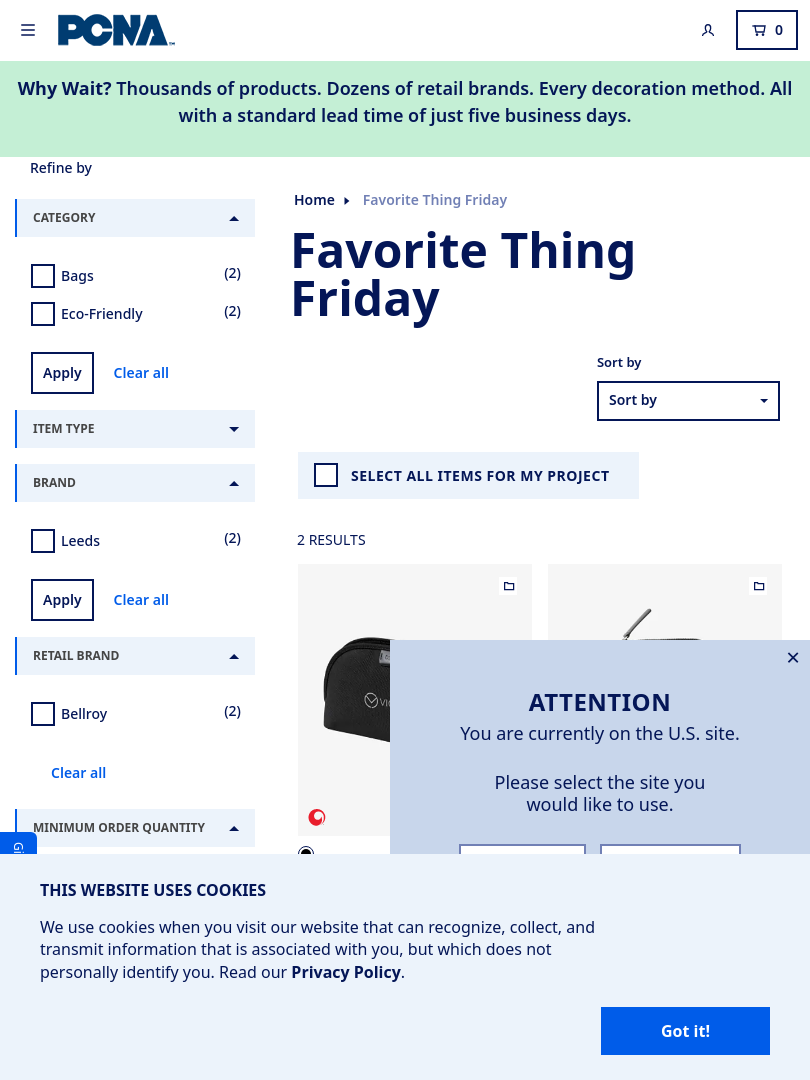 PCNA
0
Why Wait? Thousands of products. Dozens of retail brands. Every decoration method. All
with a standard lead time of just five business days.
Refine by
CATEGORY
Bags
(2)
Eco-Friendly
(2)
Apply
Clear all
ITEM TYPE
BRAND
Leeds
(2)
Apply
Clear all
RETAIL BRAND
Bellroy
(2)
Clear all
MINIMUM ORDER QUANTITY
Home
Favorite Thing Friday
Favorite Thing
Friday
Sort by
Sort by
SELECT ALL ITEMS FOR MY PROJECT
2 RESULTS
ATTENTION
You are currently on the U.S. site.
Please select the site you
would like to use.
THIS WEBSITE USES COOKIES
We use cookies when you visit our website that can recognize, collect, and
transmit information that is associated with you, but which does not
personally identify you. Read our Privacy Policy.
Got it!